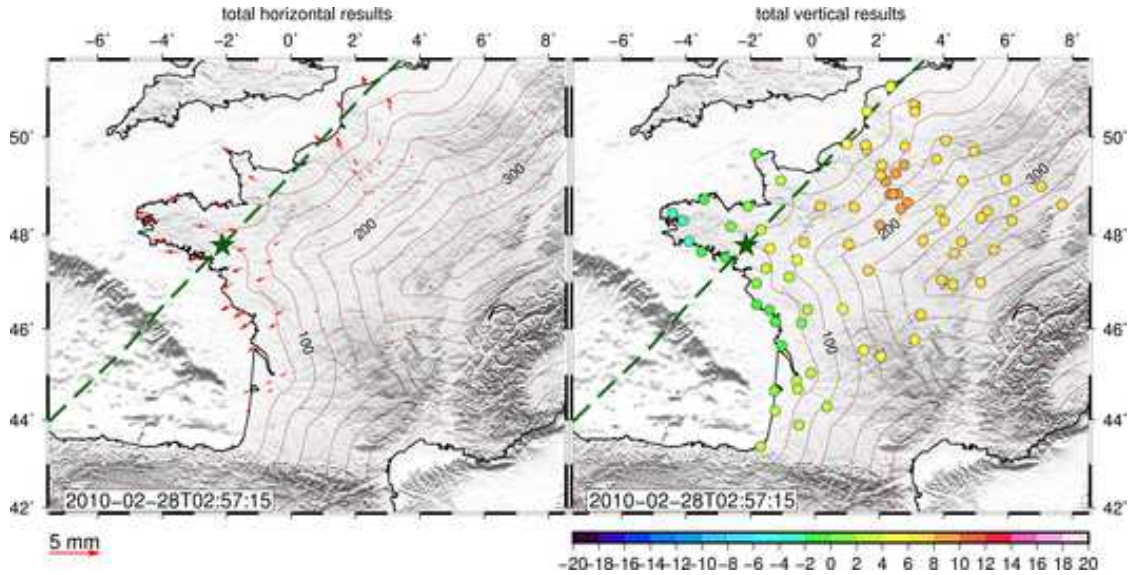 total horizontal results
total vertical results
−6˚ −4˚ −2˚ 0˚ 2˚ 4˚ 6˚ 8˚
−6˚ −4˚ −2˚ 0˚ 2˚ 4˚ 6˚ 8˚
50˚
50˚
300
300
48˚
48˚
200
200
46˚
46˚
100
100
44˚
44˚
42˚
42˚
2010−02−28T02:57:15
2010−02−28T02:57:15
5 mm
−20−18−16−14−12−10 −8 −6 −4 −2 0 2 4 6 8 10 12 14 16 18 20